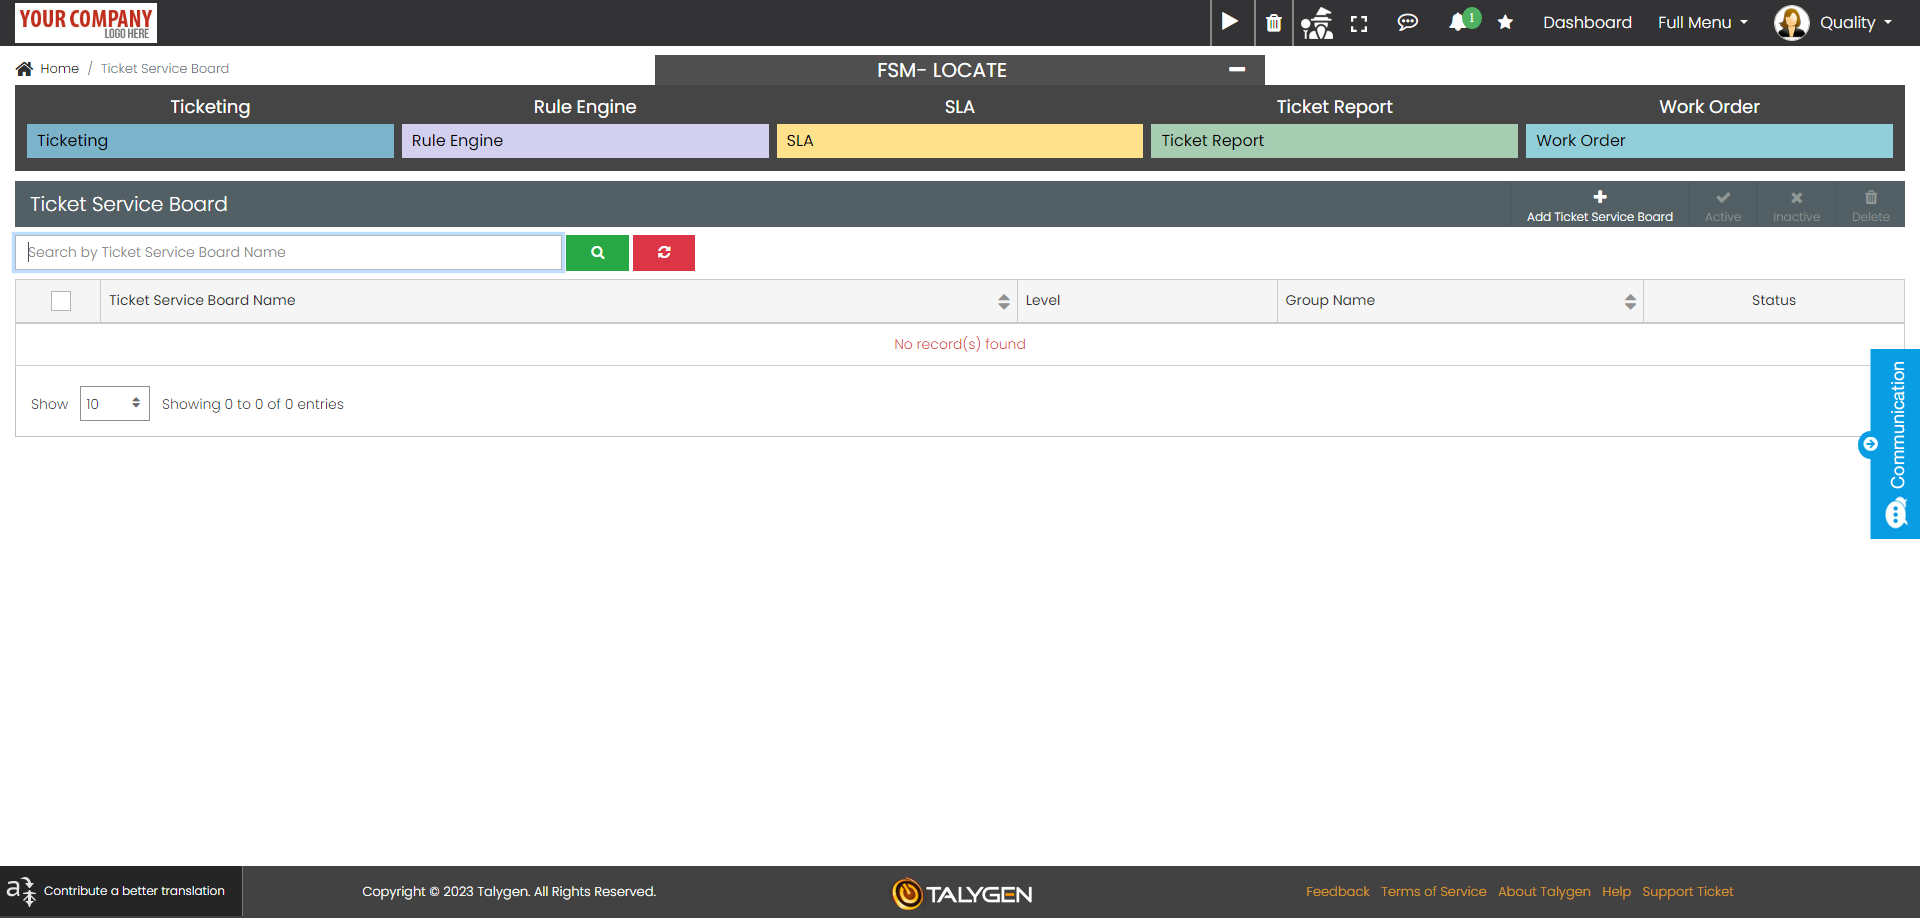 YOUR COMPANY
LOGO HERE
1
Dashboard
Full Menu
Quality
Home / Ticket Service Board
FSM- LOCATE
Ticketing
Rule Engine
SLA
Ticket Report
Work Order
Ticketing
Rule Engine
SLA
Ticket Report
Work Order
Ticket Service Board
Add Ticket Service Board
Active
Inactive
Delete
Search by Ticket Service Board Name
Ticket Service Board Name
Level
Group Name
Status
No record(s) found
Show
10
Showing 0 to 0 of 0 entries
Communication
Contribute a better translation
Copyright © 2023 Talygen. All Rights Reserved.
TALYGEN
Feedback
Terms of Service
About Talygen
Help
Support Ticket